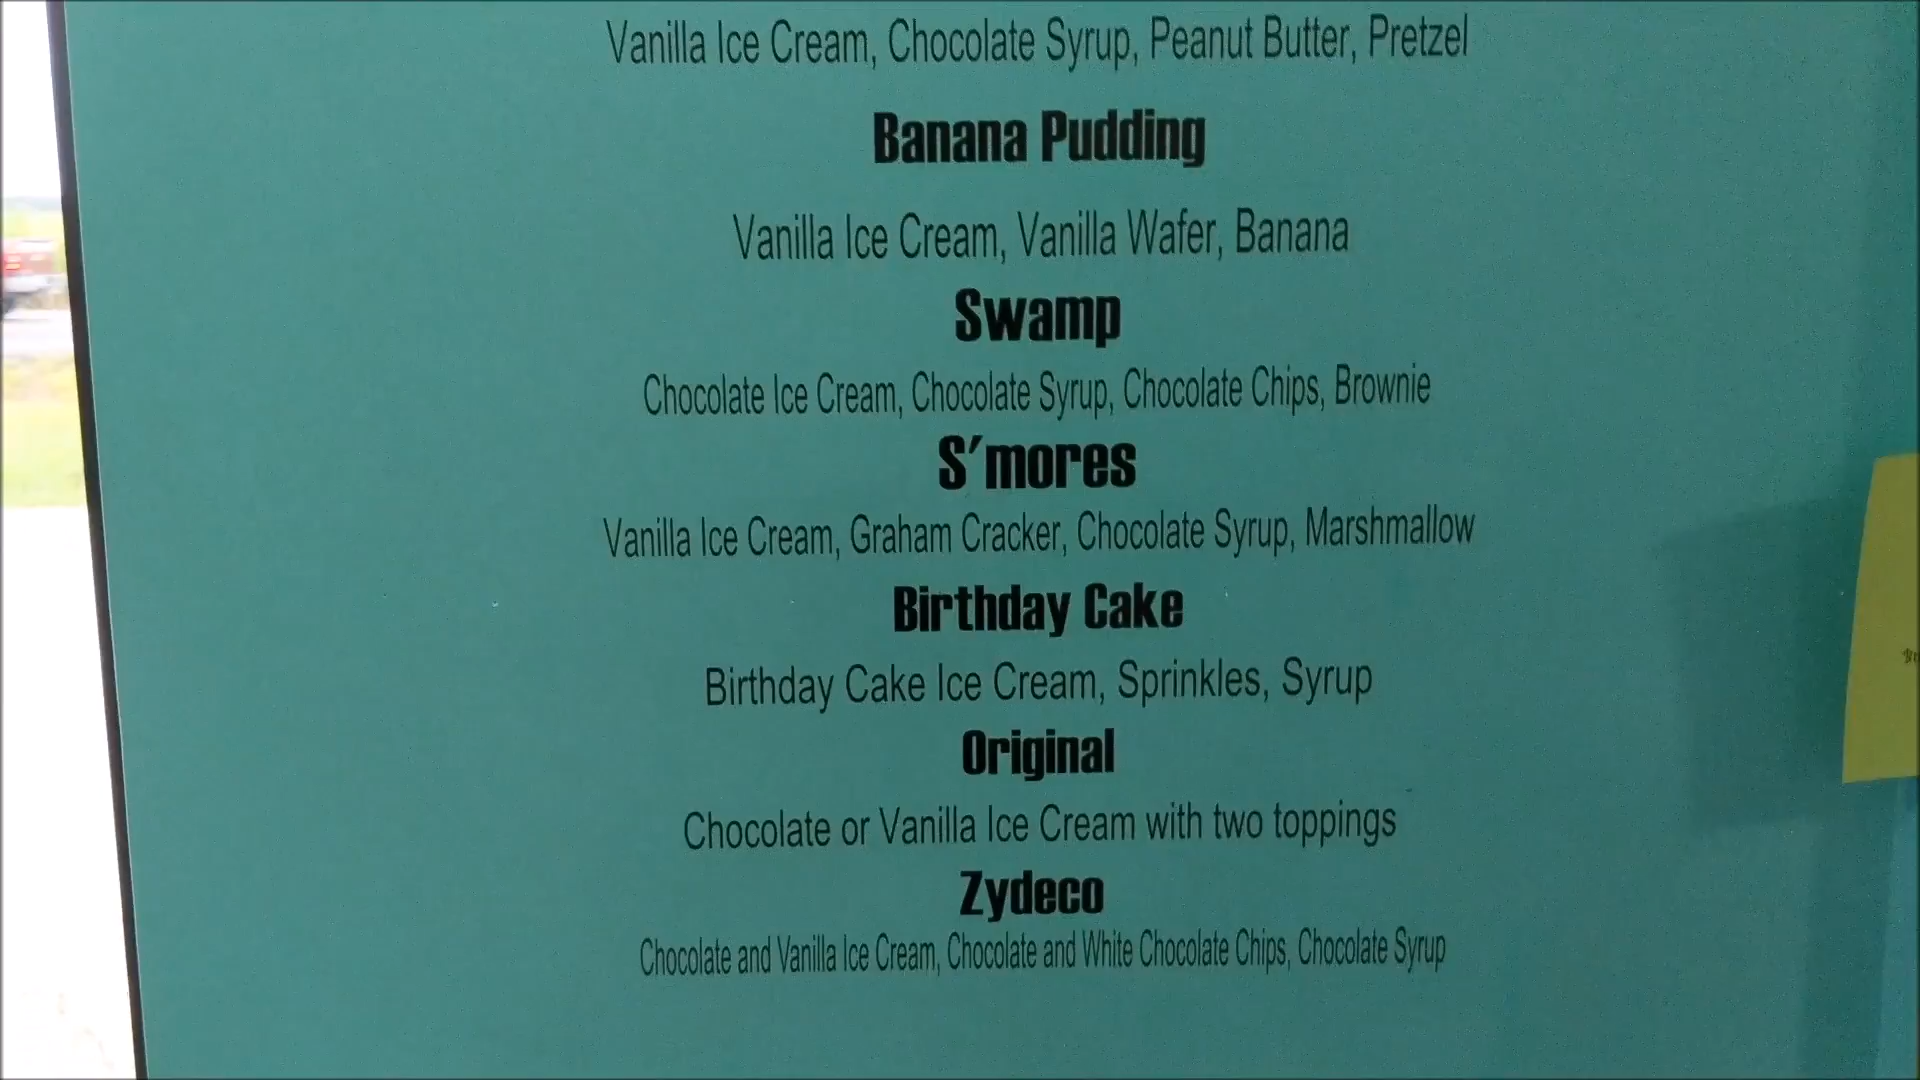 Vanilla Ice Cream, Chocolate Syrup, Peanut Butter, Pretzel
Banana Pudding
Vanilla Ice Cream, Vanilla Wafer, Banana
Swamp
Chocolate Ice Cream, Chocolate Syrup, Chocolate Chips, Brownie
S'mores
Vanilla Ice Cream, Graham Cracker, Chocolate Syrup, Marshmallow
Birthday Cake
Birthday Cake Ice Cream, Sprinkles, Syrup
Original
Chocolate or Vanilla Ice Cream with two toppings
Zydeco
Chocolate and Vanilla Ice Cream, Chocolate and White Chocolate Chips, Chocolate Syrup